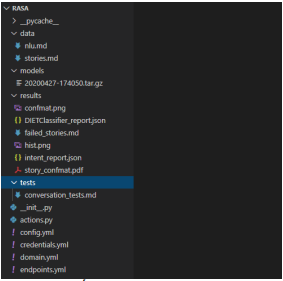 RASA
__pycache__
data
nlu.md
stories.md
models
20200427-174050.tar.gz
results
confmat.png
DIETClassifier_report.json
failed_stories.md
hist.png
intent_report.json
story_confmat.pdf
tests
conversation_tests.md
__init__.py
actions.py
config.yml
credentials.yml
domain.yml
endpoints.yml